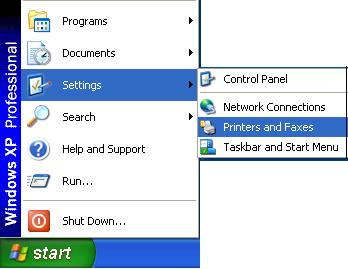 Programs
Documents
Settings
Search
Help and Support
Run...
Shut Down...
Control Panel
Network Connections
Printers and Faxes
Taskbar and Start Menu
Windows XP Professional
start